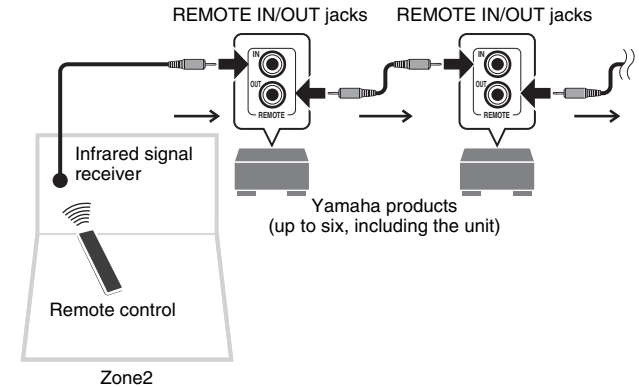 REMOTE IN/OUT jacks
REMOTE IN/OUT jacks
IN
OUT
REMOTE
IN
OUT
REMOTE
Infrared signal
receiver
Yamaha products
(up to six, including the unit)
Remote control
Zone2